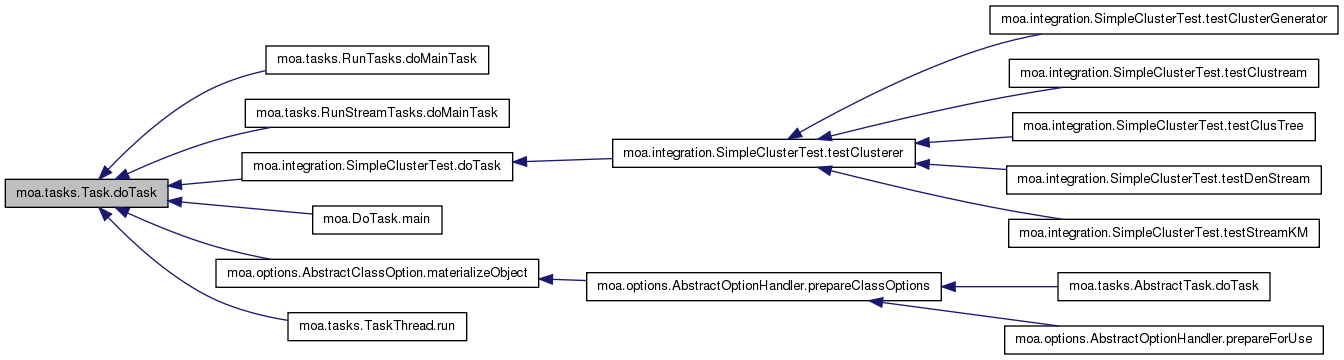 moa.integration.SimpleClusterTest.testClusterGenerator
moa.tasks.RunTasks.doMainTask
moa.integration.SimpleClusterTest.testClustream
moa.tasks.RunStreamTasks.doMainTask
moa.integration.SimpleClusterTest.testClusTree
moa.integration.SimpleClusterTest.testClusterer
moa.integration.SimpleClusterTest.doTask
moa.integration.SimpleClusterTest.testDenStream
moa.tasks.Task.doTask
moa.DoTask.main
moa.integration.SimpleClusterTest.testStreamKM
moa.options.AbstractClassOption.materializeObject
moa.options.AbstractOptionHandler.prepareClassOptions
moa.tasks.AbstractTask.doTask
moa.tasks.TaskThread.run
moa.options.AbstractOptionHandler.prepareForUse